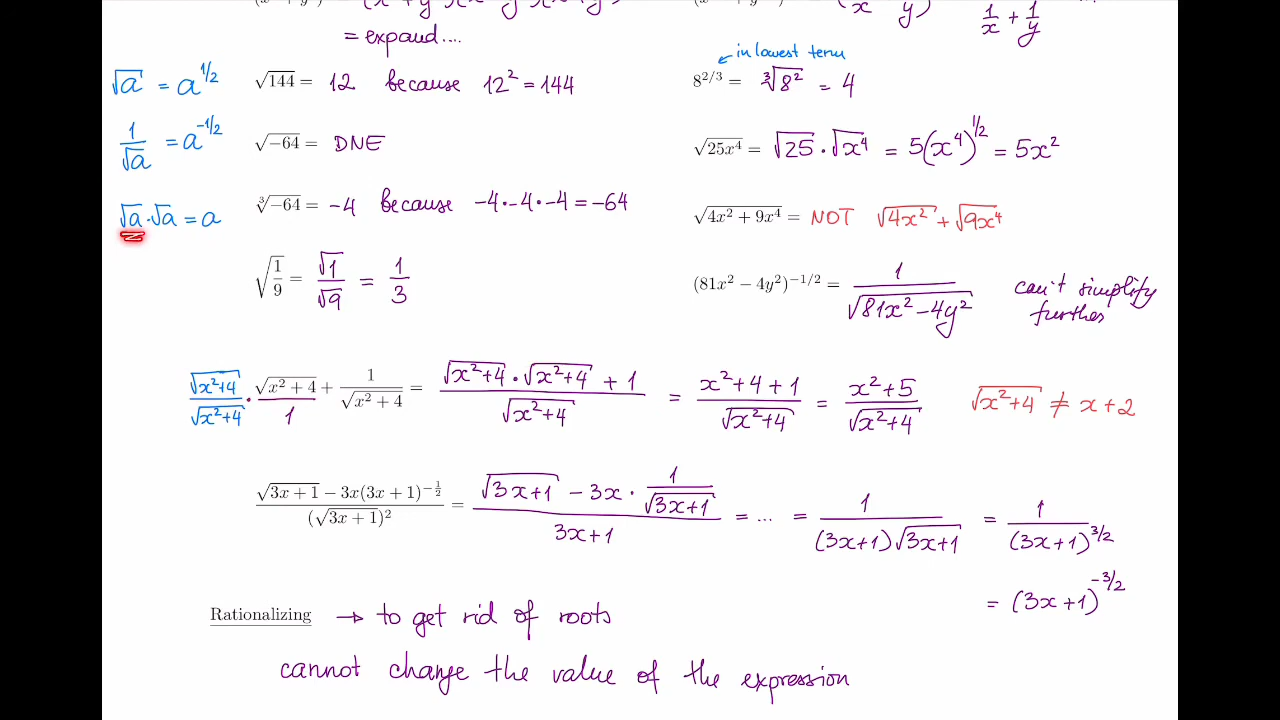 = expand....
in lowest term
√a = a^{1/2}
√144 = 12 because 12² = 144
8^{2/3} = ∛8² = 4
1/√a = a^{-1/2}
√-64 = DNE
√25x⁴ = √25 · √x⁴ = 5(x⁴)^{1/2} = 5x²
√a · √a = a
∛-64 = -4 because -4 · -4 · -4 = -64
√4x² + 9x⁴ = NOT √4x² + √9x⁴
√(1/9) = √1/√9 = 1/3
(81x² − 4y²)^{−1/2} = 1/√(81x² − 4y²) can't simplify further
√(x²+4)/√(x²+4) · √(x² + 4)/1 + 1/√(x² + 4) = (√(x²+4) · √(x²+4) + 1)/√(x²+4) = (x²+4+1)/√(x²+4) = (x²+5)/√(x²+4)
√(x²+4) ≠ x+2
(√(3x + 1) − 3x(3x + 1)^{−1/2})/(√(3x + 1))² = (√(3x+1) − 3x · 1/√(3x+1))/(3x+1) = ... = 1/((3x+1)√(3x+1)) = 1/(3x+1)^{3/2}
= (3x+1)^{-3/2}
Rationalizing → to get rid of roots
cannot change the value of the expression